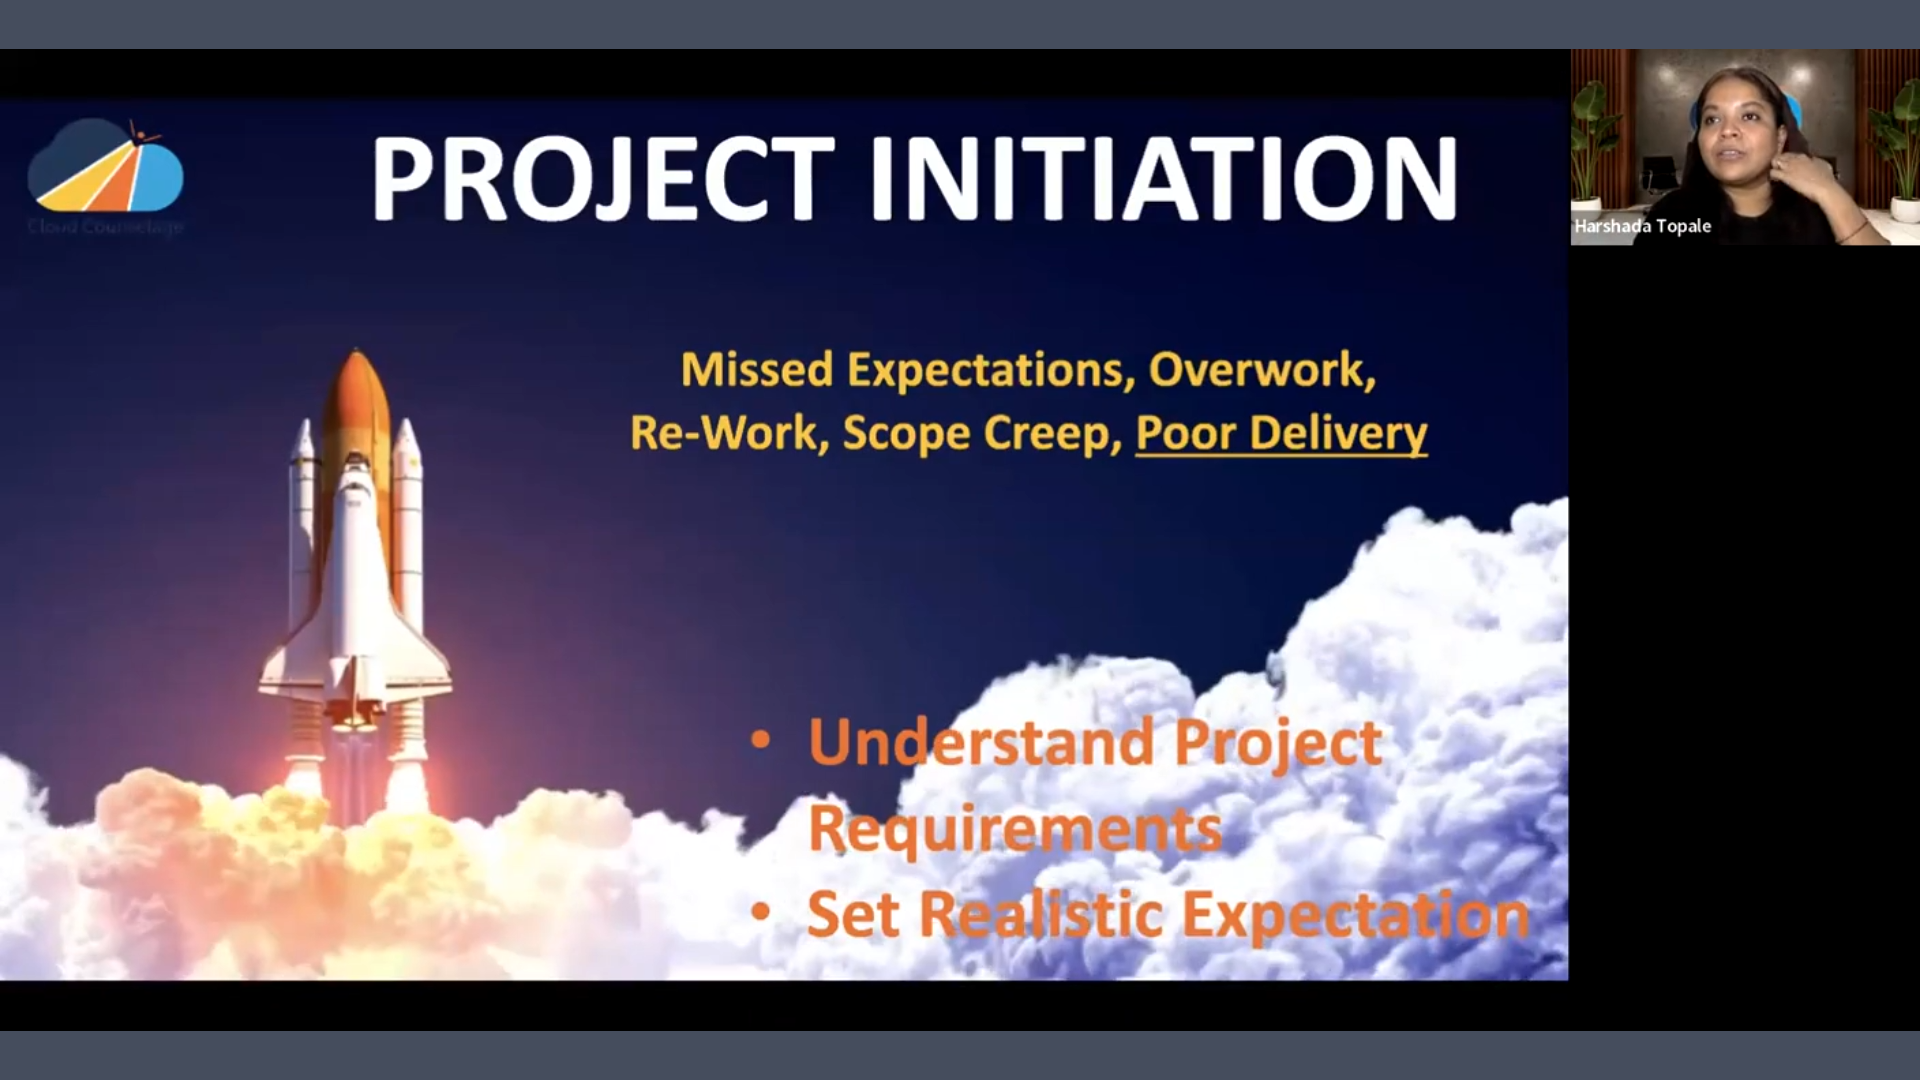 PROJECT INITIATION
Cloud Counselage
Missed Expectations, Overwork,
Re-Work, Scope Creep, Poor Delivery
• Understand Project
Requirements
• Set Realistic Expectation
Harshada Topale